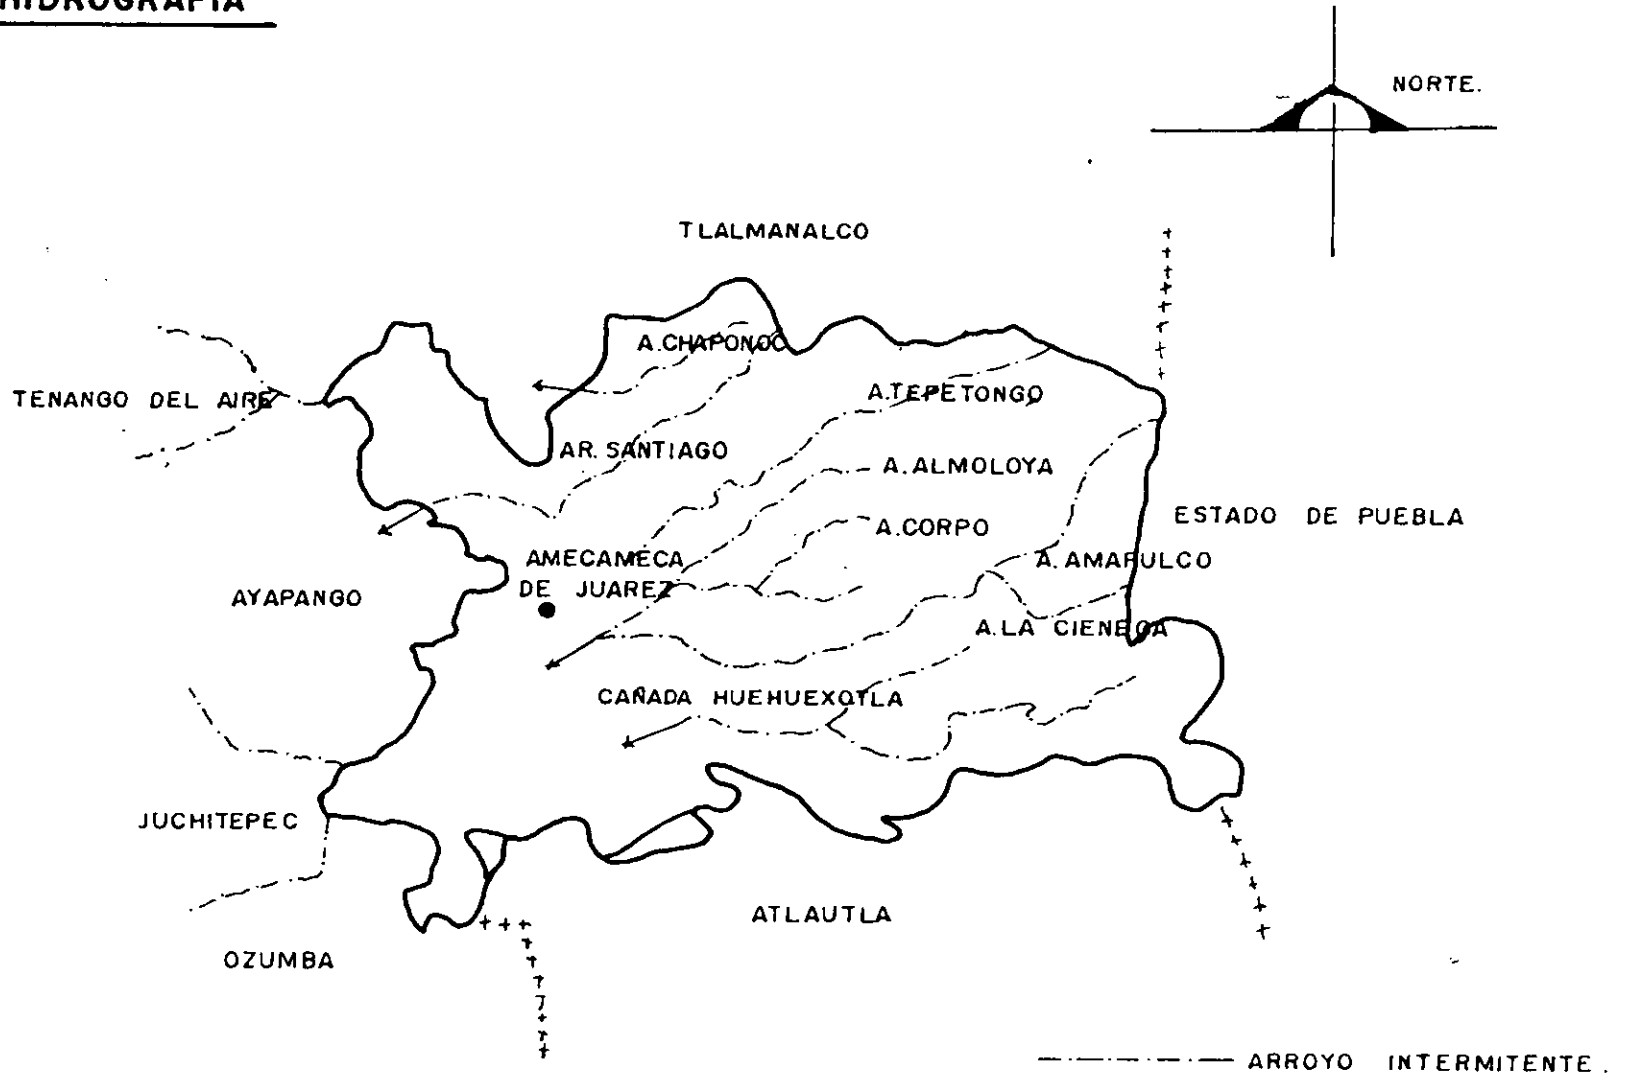 HIDROGRAFIA
NORTE.
TLALMANALCO
A. CHAPONOC
TENANGO DEL AIRE
A. TEPETONGO
AR. SANTIAGO
A. ALMOLOYA
ESTADO DE PUEBLA
A. CORPO
AMECAMECA
DE JUAREZ
A. AMAPULCO
AYAPANGO
A. LA CIENEGA
CAÑADA HUEHUEXOTLA
JUCHITEPEC
ATLAUTLA
OZUMBA
ARROYO INTERMITENTE.